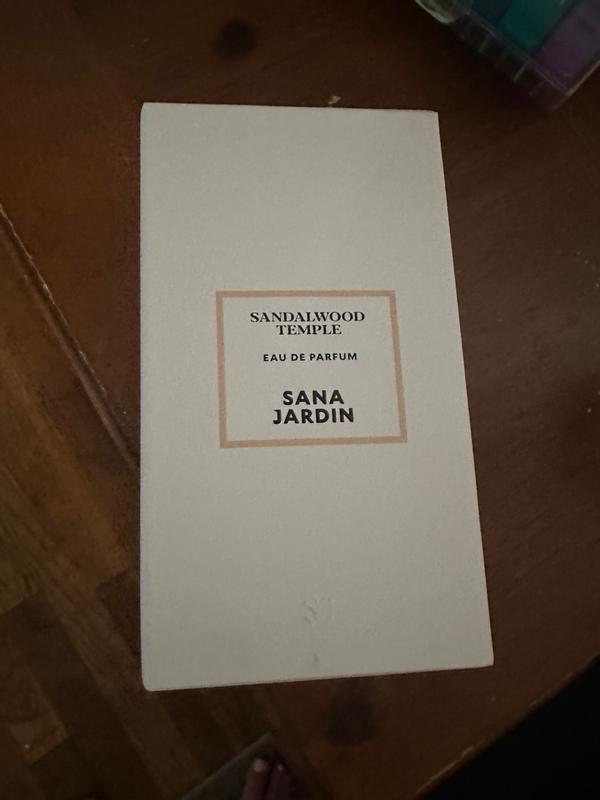 SANDALWOOD
TEMPLE
EAU DE PARFUM
SANA
JARDIN